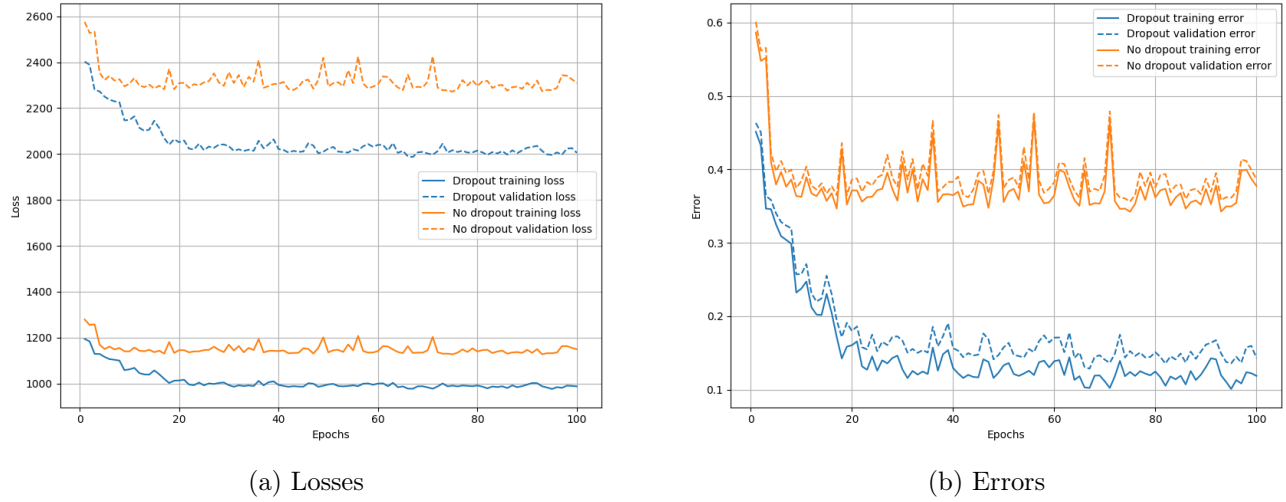 2600
2400
2200
2000
1800
1600
1400
1200
1000
Loss
0
20
40
60
80
100
Epochs
Dropout training loss
Dropout validation loss
No dropout training loss
No dropout validation loss
(a) Losses
0.6
0.5
0.4
0.3
0.2
0.1
Error
0
20
40
60
80
100
Epochs
Dropout training error
Dropout validation error
No dropout training error
No dropout validation error
(b) Errors